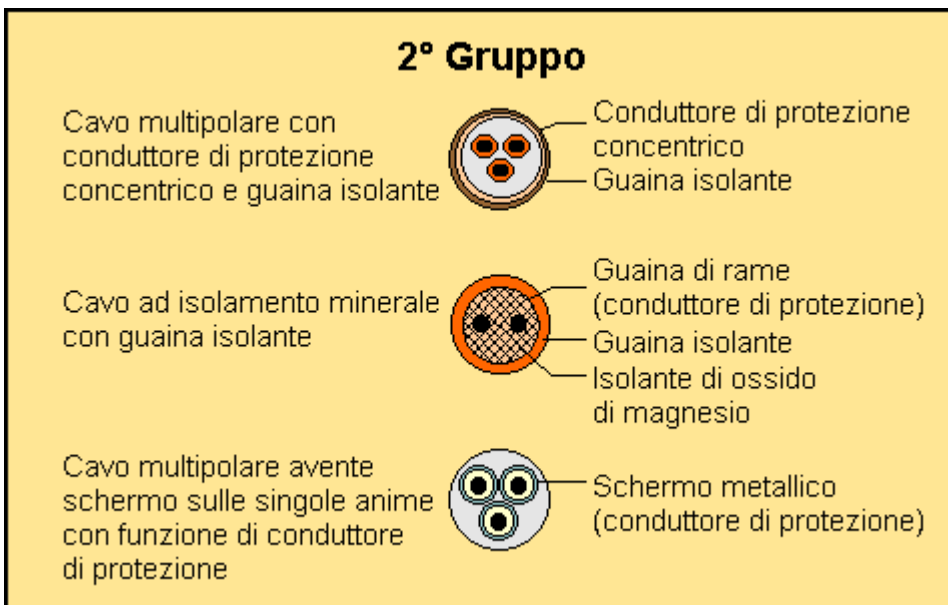 2° Gruppo
Cavo multipolare con
conduttore di protezione
concentrico e guaina isolante
Conduttore di protezione
concentrico
Guaina isolante
Cavo ad isolamento minerale
con guaina isolante
Guaina di rame
(conduttore di protezione)
Guaina isolante
Isolante di ossido
di magnesio
Cavo multipolare avente
schermo sulle singole anime
con funzione di conduttore
di protezione
Schermo metallico
(conduttore di protezione)